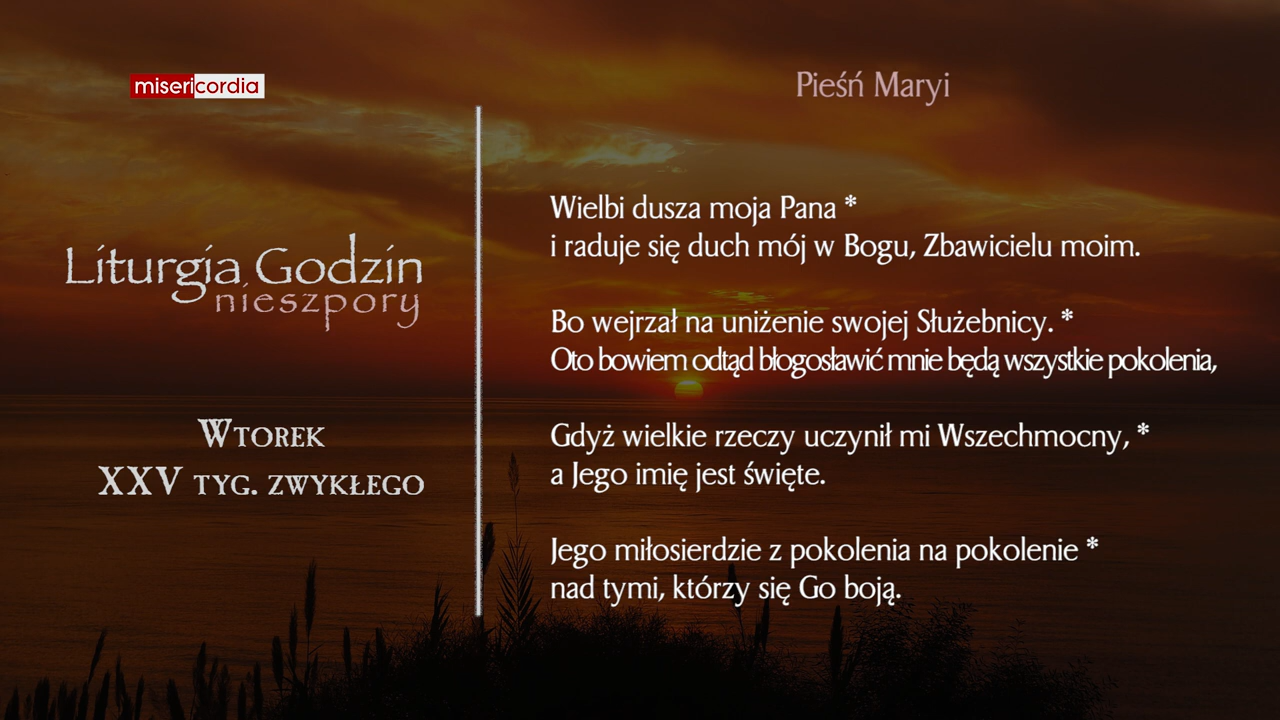 misericordia
Liturgia Godzin
nieszpory
Wtorek
XXV tyg. zwykłego
Pieśń Maryi
Wielbi dusza moja Pana *
i raduje się duch mój w Bogu, Zbawicielu moim.
Bo wejrzał na uniżenie swojej Służebnicy. *
Oto bowiem odtąd błogosławić mnie będą wszystkie pokolenia,
Gdyż wielkie rzeczy uczynił mi Wszechmocny, *
a Jego imię jest święte.
Jego miłosierdzie z pokolenia na pokolenie *
nad tymi, którzy się Go boją.